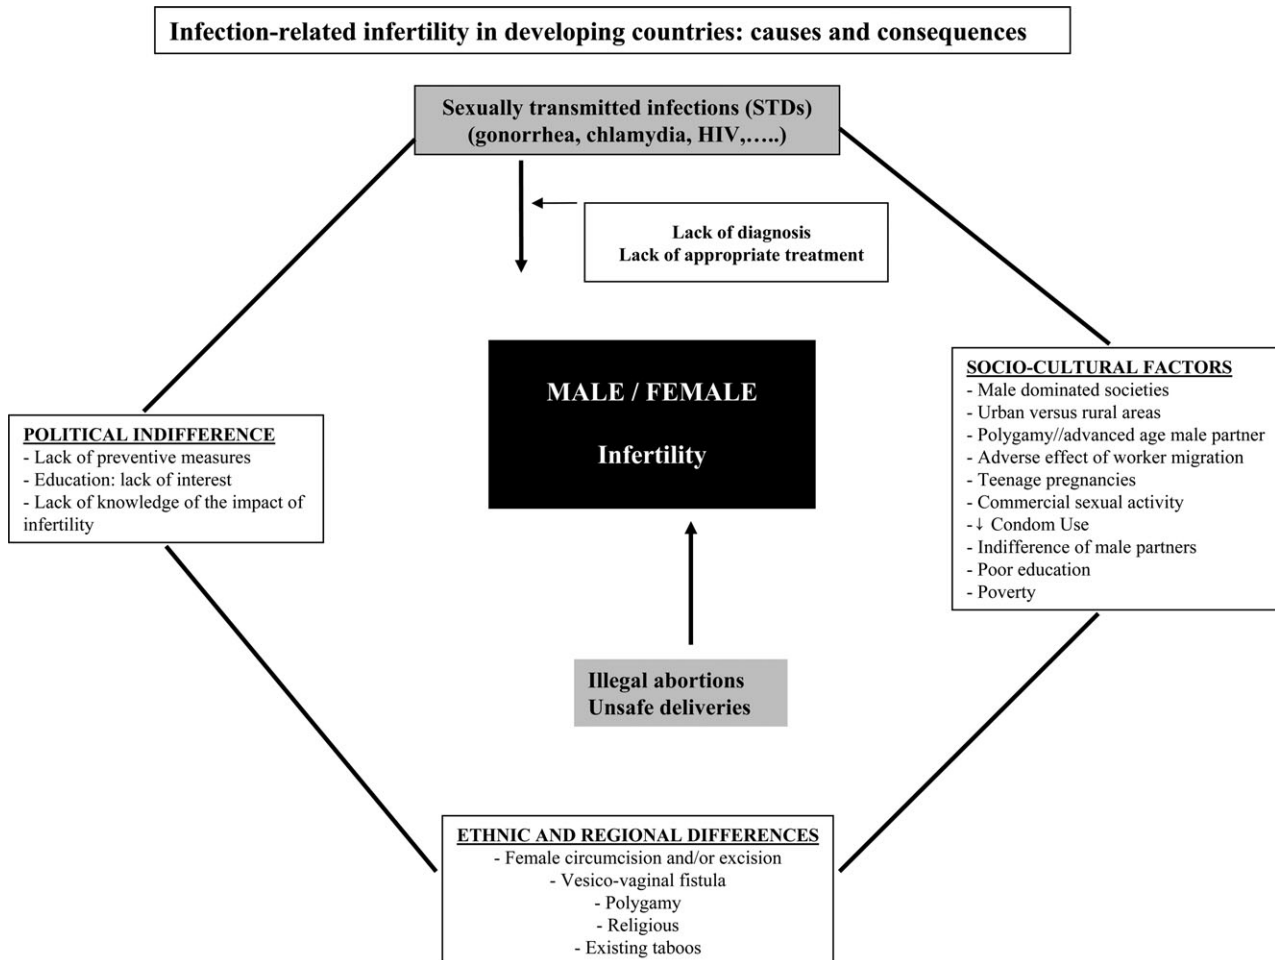 Infection-related infertility in developing countries: causes and consequences
Sexually transmitted infections (STDs)
(gonorrhea, chlamydia, HIV,…..)
Lack of diagnosis
Lack of appropriate treatment
MALE / FEMALE
Infertility
POLITICAL INDIFFERENCE
- Lack of preventive measures
- Education: lack of interest
- Lack of knowledge of the impact of
infertility
SOCIO-CULTURAL FACTORS
- Male dominated societies
- Urban versus rural areas
- Polygamy//advanced age male partner
- Adverse effect of worker migration
- Teenage pregnancies
- Commercial sexual activity
-↓ Condom Use
- Indifference of male partners
- Poor education
- Poverty
Illegal abortions
Unsafe deliveries
ETHNIC AND REGIONAL DIFFERENCES
- Female circumcision and/or excision
- Vesico-vaginal fistula
- Polygamy
- Religious
- Existing taboos